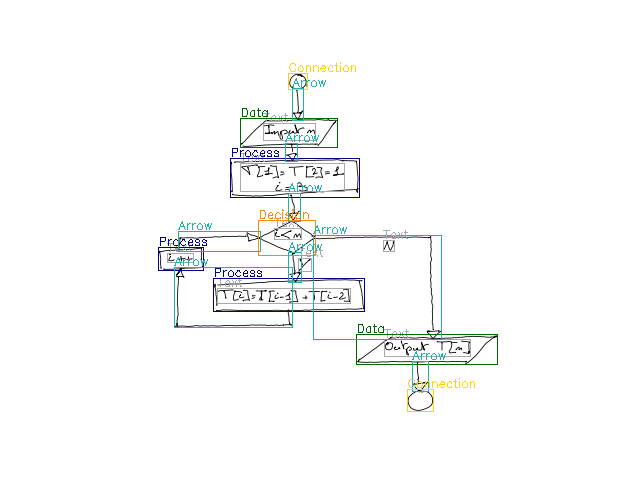 Connection
Arrow
Data
Text
Input n
Arrow
Process
T[1] = T[2] = 1
i = 3
Arrow
Decision
Text
i < n
Arrow
Arrow
Text
N
Process
i++
Arrow
Arrow
Text
Y
Process
Text
T[i] = T[i-1] + T[i-2]
Data
Text
Output T[n]
Arrow
Connection